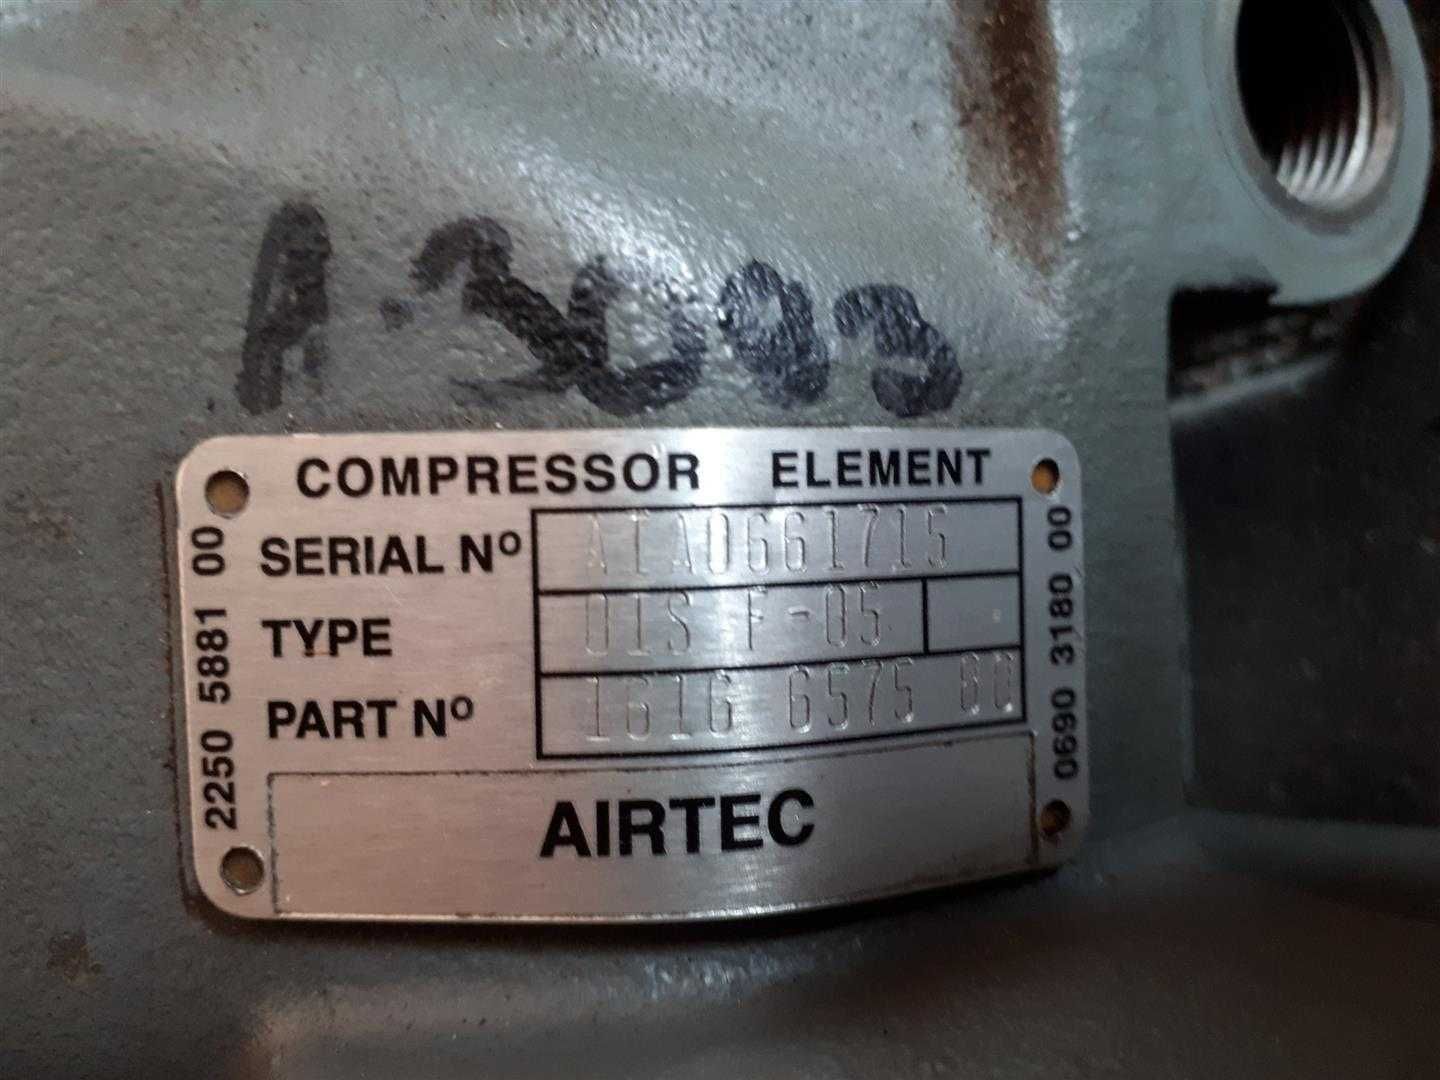 A-3093
COMPRESSOR ELEMENT
SERIAL Nº AIA0661715
TYPE OIS F-05
PART Nº 1616 6575 80
AIRTEC
2250 5881 00
0690 3180 00